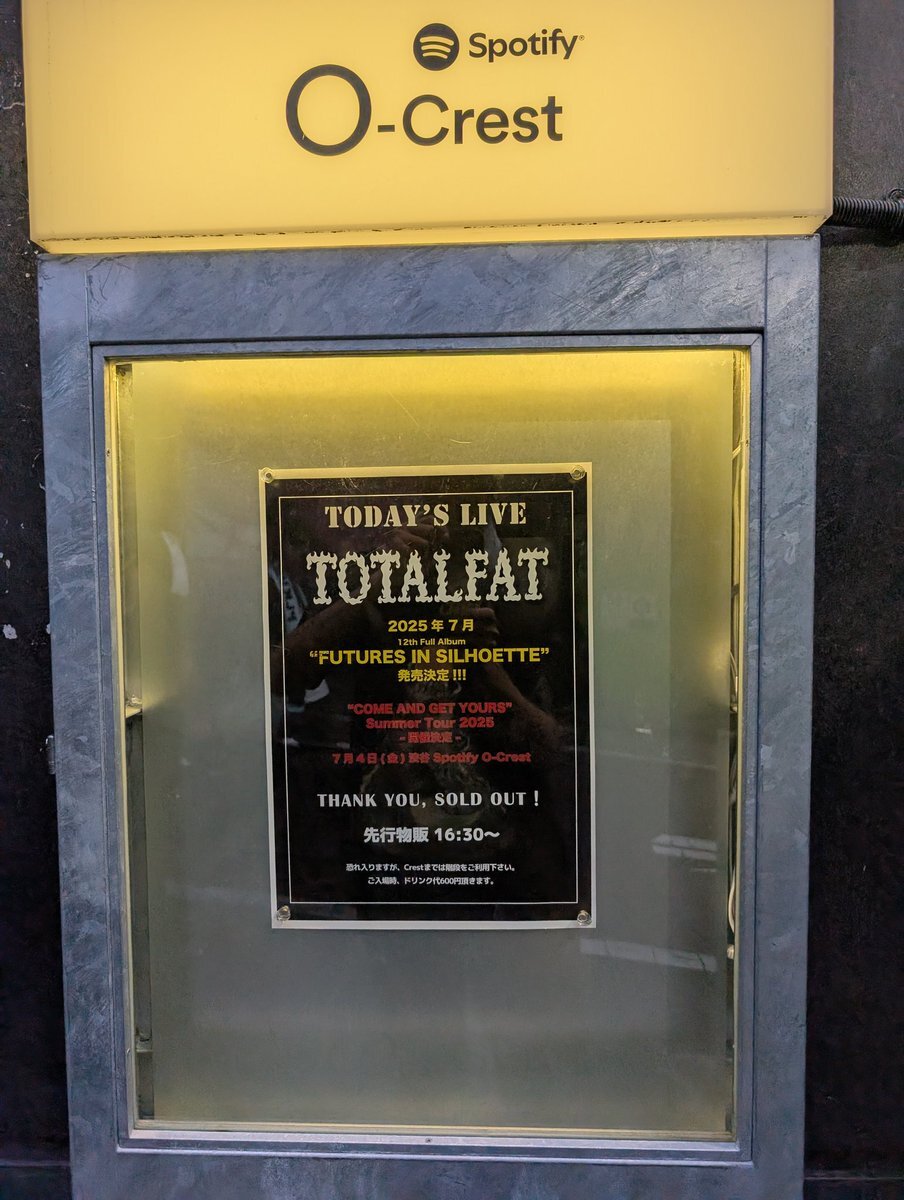 Spotify®
O-Crest
TODAY'S LIVE
TOTALFAT
2025年7月
12th Full Album
"FUTURES IN SILHOETTE"
発売決定!!!
"COME AND GET YOURS"
Summer Tour 2025
- 開催決定 -
7月4日(金)渋谷 Spotify O-Crest
THANK YOU, SOLD OUT!
先行物販 16:30〜
恐れ入りますが、Crestまでは階段をご利用下さい。
ご入場時、ドリンク代600円頂きます。